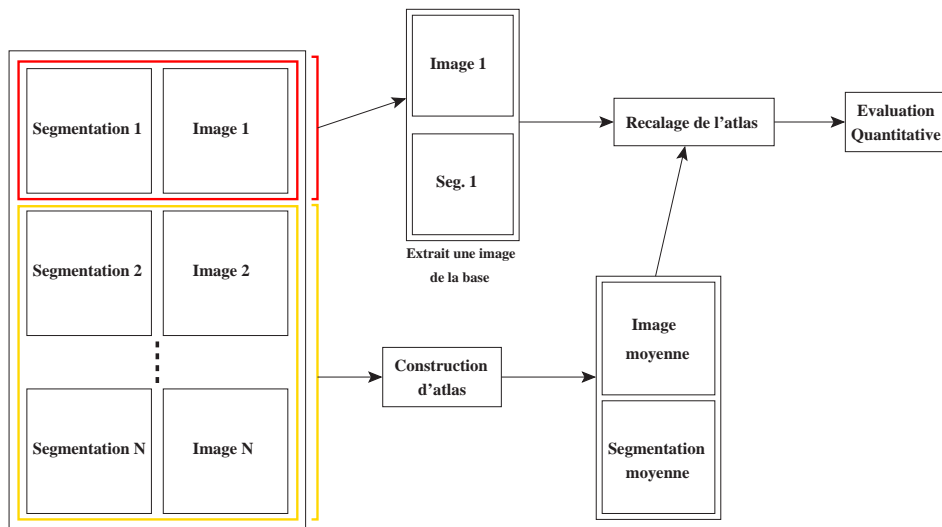 Segmentation 1
Image 1
Segmentation 2
Image 2
Segmentation N
Image N
Image 1
Seg. 1
Extrait une image
de la base
Construction
d'atlas
Image
moyenne
Segmentation
moyenne
Recalage de l'atlas
Evaluation
Quantitative